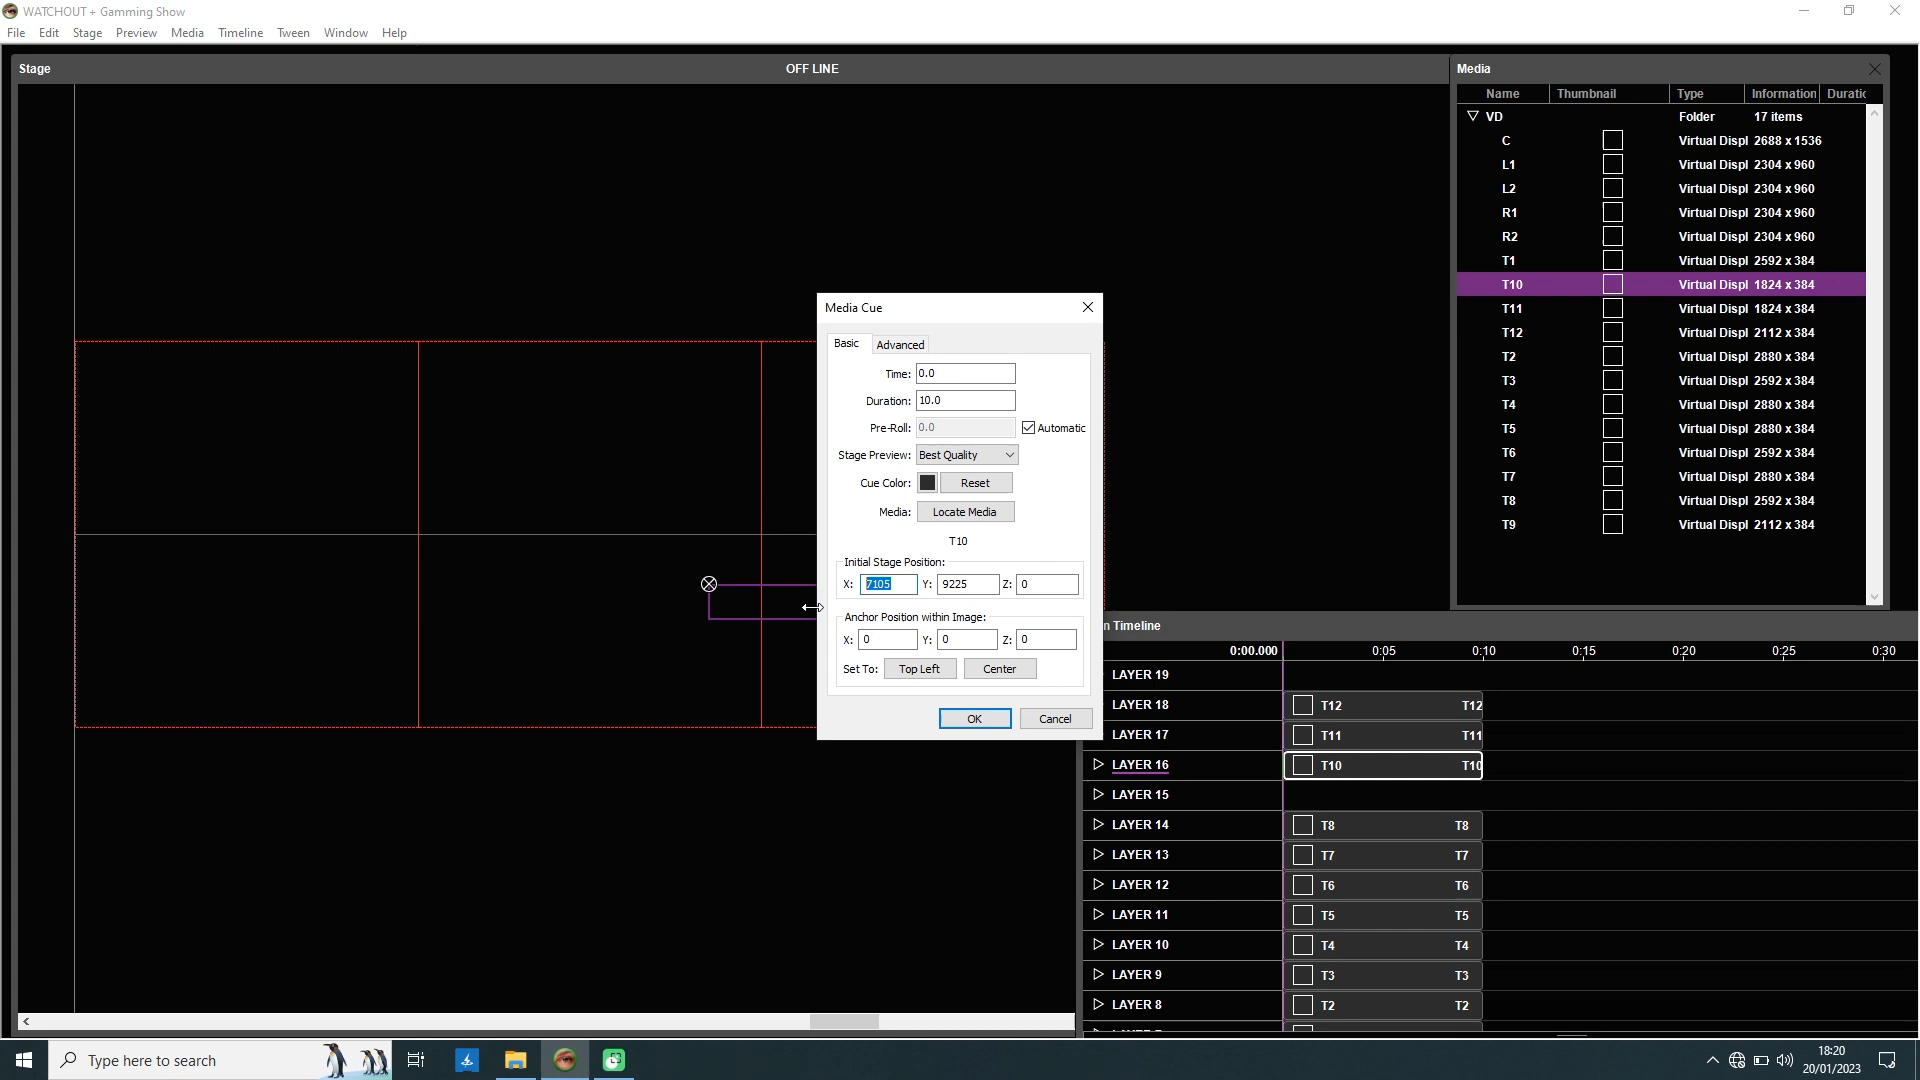 WATCHOUT + Gamming Show
File Edit Stage Preview Media Timeline Tween Window Help
Stage
OFF LINE
Media
Name Thumbnail Type Information Duratic
VD Folder 17 items
C Virtual Displ 2688 x 1536
L1 Virtual Displ 2304 x 960
L2 Virtual Displ 2304 x 960
R1 Virtual Displ 2304 x 960
R2 Virtual Displ 2304 x 960
T1 Virtual Displ 2592 x 384
T10 Virtual Displ 1824 x 384
T11 Virtual Displ 1824 x 384
T12 Virtual Displ 2112 x 384
T2 Virtual Displ 2880 x 384
T3 Virtual Displ 2592 x 384
T4 Virtual Displ 2880 x 384
T5 Virtual Displ 2880 x 384
T6 Virtual Displ 2592 x 384
T7 Virtual Displ 2880 x 384
T8 Virtual Displ 2592 x 384
T9 Virtual Displ 2112 x 384
Media Cue
Basic Advanced
Time: 0.0
Duration: 10.0
Pre-Roll: 0.0 Automatic
Stage Preview: Best Quality
Cue Color: Reset
Media: Locate Media
T10
Initial Stage Position:
X: 7105 Y: 9225 Z: 0
Anchor Position within Image:
X: 0 Y: 0 Z: 0
Set To: Top Left Center
OK Cancel
n Timeline
0:00.000 0:05 0:10 0:15 0:20 0:25 0:30
LAYER 19
LAYER 18 T12 T12
LAYER 17 T11 T11
LAYER 16 T10 T10
LAYER 15
LAYER 14 T8 T8
LAYER 13 T7 T7
LAYER 12 T6 T6
LAYER 11 T5 T5
LAYER 10 T4 T4
LAYER 9 T3 T3
LAYER 8 T2 T2
Type here to search
18:20
20/01/2023